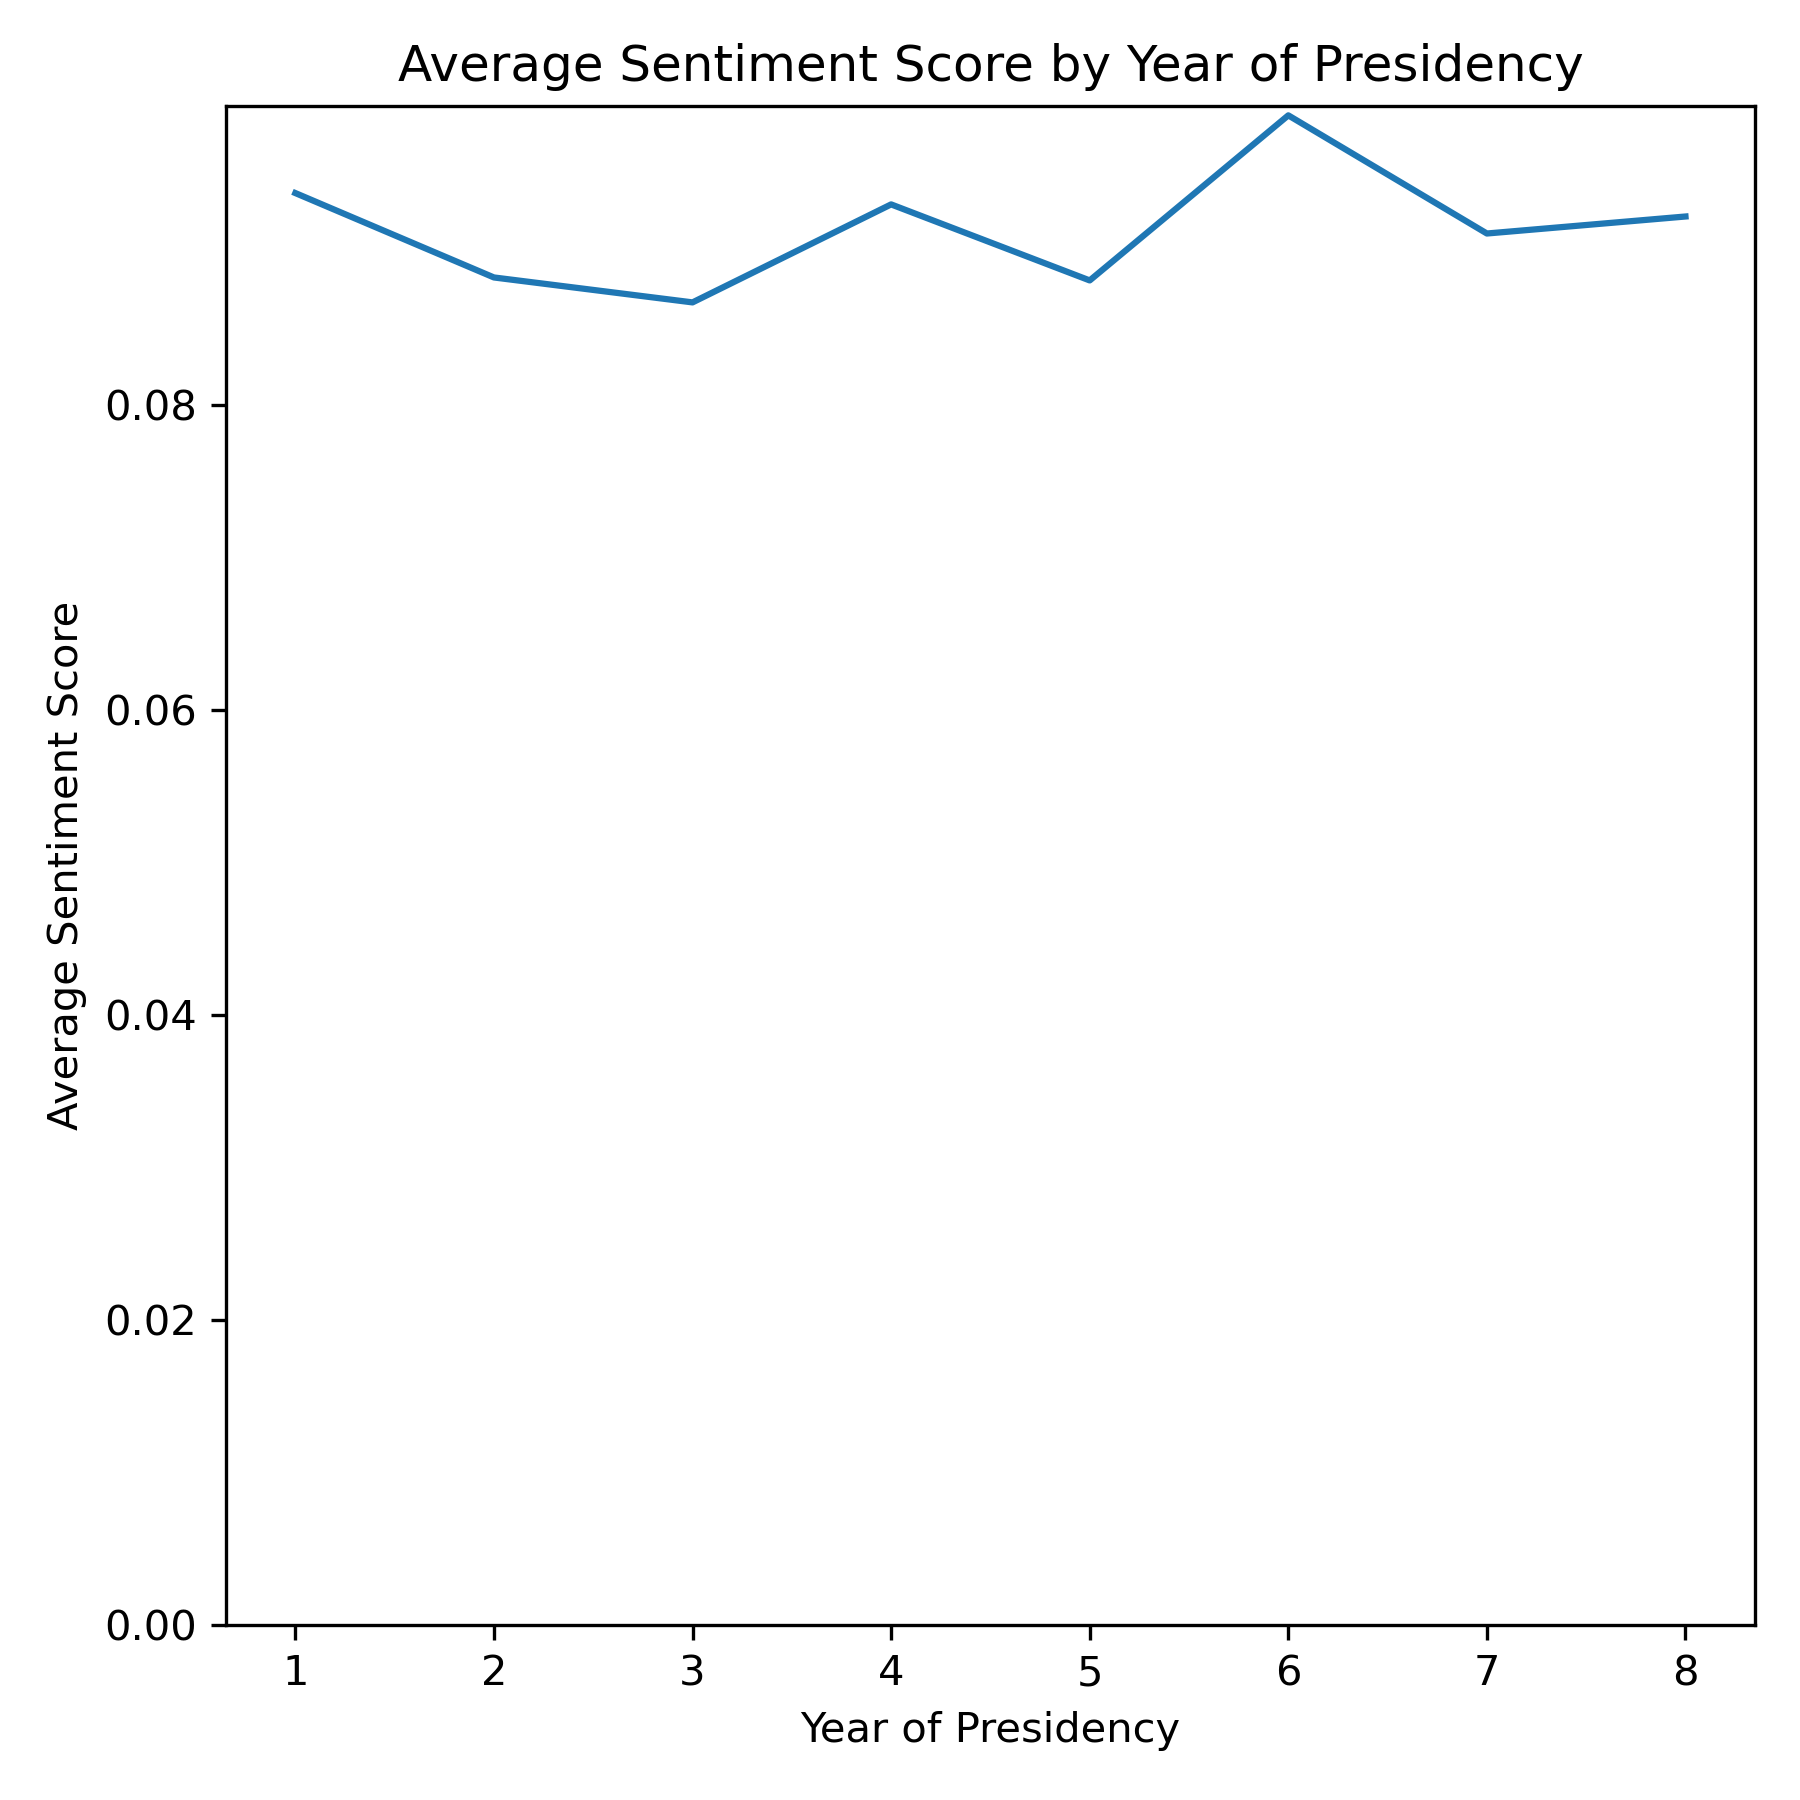 Average Sentiment Score by Year of Presidency
Average Sentiment Score
0.08
0.06
0.04
0.02
0.00
1 2 3 4 5 6 7 8
Year of Presidency